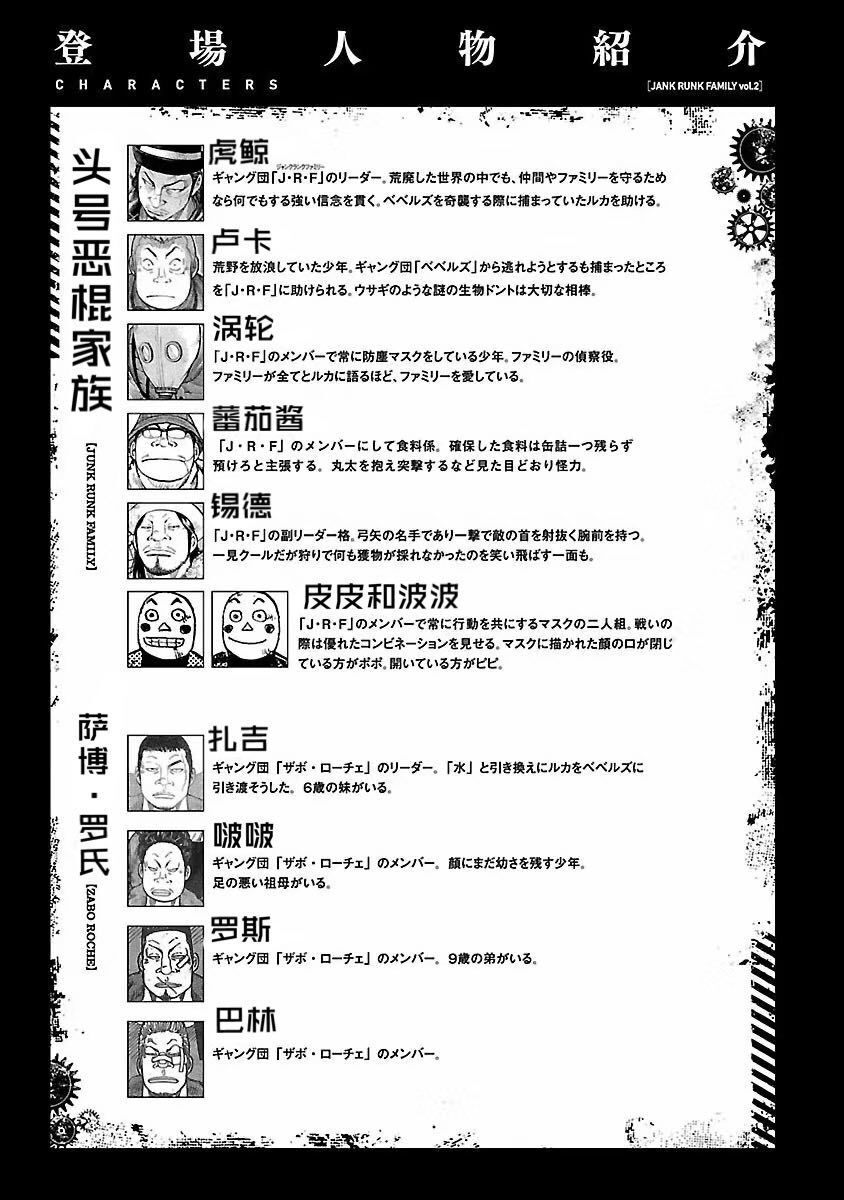 登場人物紹介
CHARACTERS
[JANK RUNK FAMILY vol.2]
头号恶棍家族
【JUNK RUNK FAMILY】
虎鲸
ジャンクランクファミリー
ギャング団「J・R・F」のリーダー。荒廃した世界の中でも、仲間やファミリーを守るため
なら何でもする強い信念を貫く。ベベルズを奇襲する際に捕まっていたルカを助ける。
卢卡
荒野を放浪していた少年。ギャング団「ベベルズ」から逃れようとするも捕まったところ
を「J・R・F」に助けられる。ウサギのような謎の生物ドントは大切な相棒。
涡轮
「J・R・F」のメンバーで常に防塵マスクをしている少年。ファミリーの偵察役。
ファミリーが全てとルカに語るほど、ファミリーを愛している。
蕃茄酱
「J・R・F」のメンバーにして食料係。確保した食料は缶詰一つ残らず
預けろと主張する。丸太を抱え突撃するなど見た目どおり怪力。
锡德
「J・R・F」の副リーダー格。弓矢の名手であり一撃で敵の首を射抜く腕前を持つ。
一見クールだが狩りで何も獲物が採れなかったのを笑い飛ばす一面も。
皮皮和波波
「J・R・F」のメンバーで常に行動を共にするマスクの二人組。戦いの
際は優れたコンビネーションを見せる。マスクに描かれた顔の口が閉じ
ている方がポポ。開いている方がピピ。
萨博・罗氏
【ZABO ROCHE】
扎吉
ギャング団「ザボ・ローチェ」のリーダー。「水」と引き換えにルカをベベルズに
引き渡そうした。6歳の妹がいる。
啵啵
ギャング団「ザボ・ローチェ」のメンバー。顔にまだ幼さを残す少年。
足の悪い祖母がいる。
罗斯
ギャング団「ザボ・ローチェ」のメンバー。9歳の弟がいる。
巴林
ギャング団「ザボ・ローチェ」のメンバー。